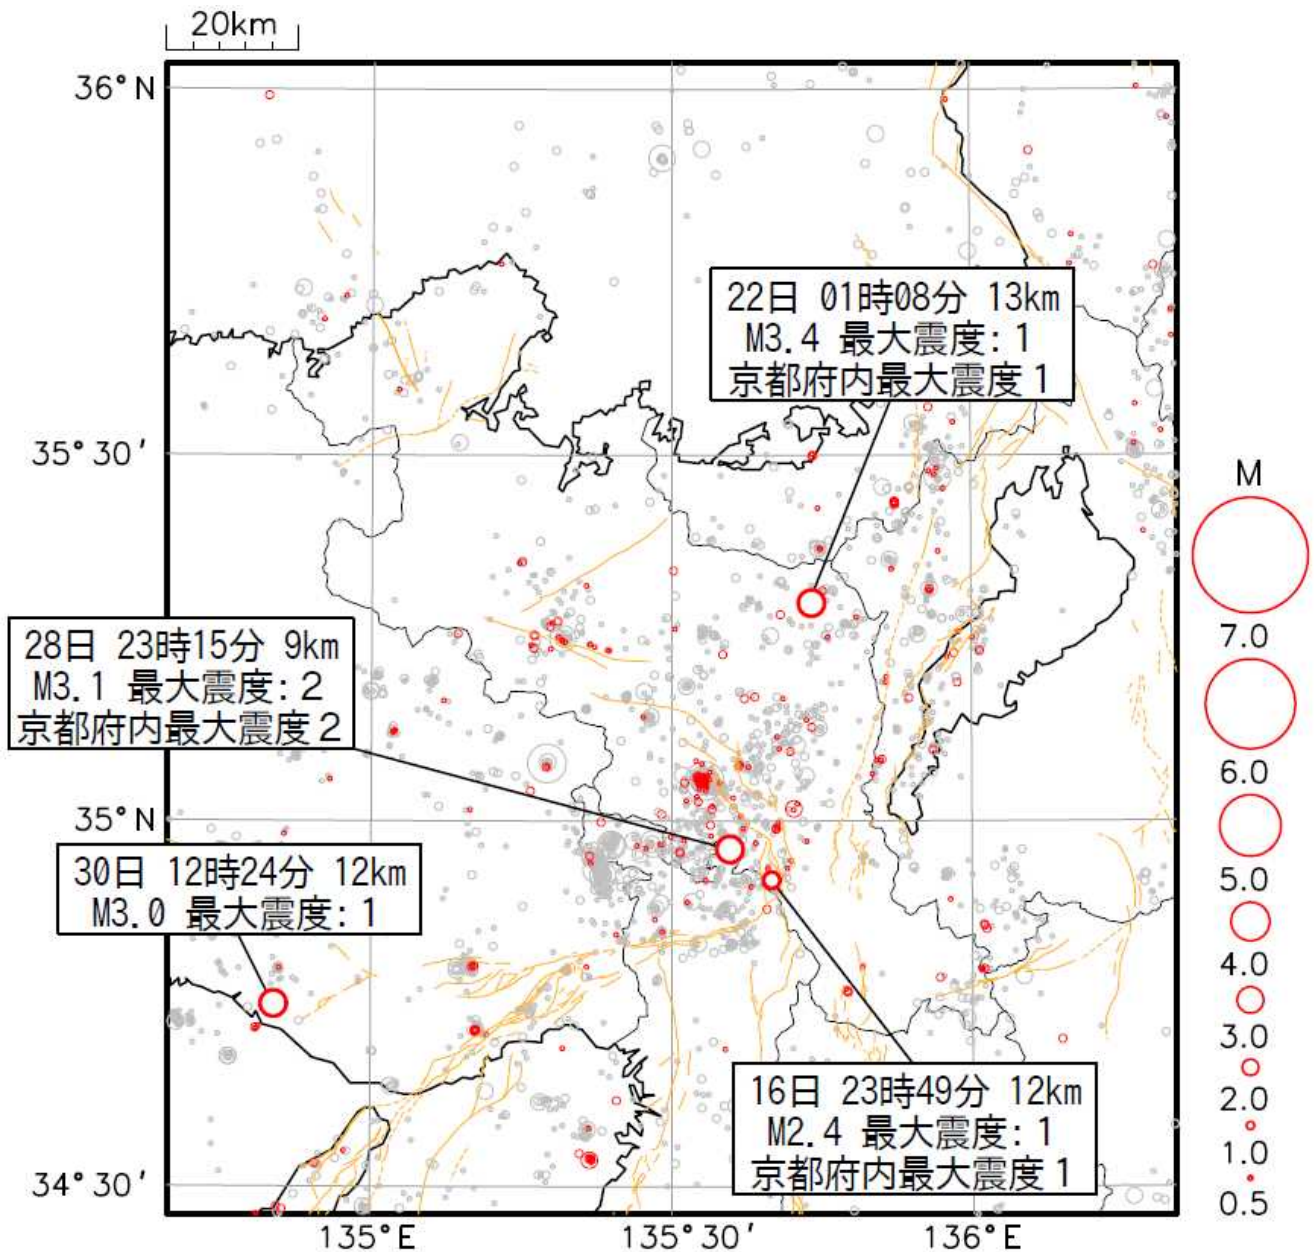 20km
36°N
22日 01時08分 13km
M3.4 最大震度:1
京都府内最大震度1
35°30′
M
7.0
28日 23時15分 9km
M3.1 最大震度:2
京都府内最大震度2
6.0
35°N
5.0
30日 12時24分 12km
M3.0 最大震度:1
4.0
3.0
16日 23時49分 12km
M2.4 最大震度:1
京都府内最大震度1
2.0
1.0
34°30′
0.5
135°E
135°30′
136°E